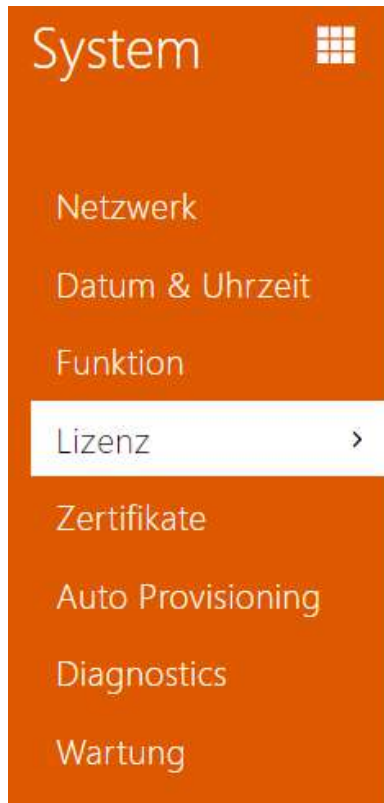 System
Netzwerk
Datum & Uhrzeit
Funktion
Lizenz
Zertifikate
Auto Provisioning
Diagnostics
Wartung